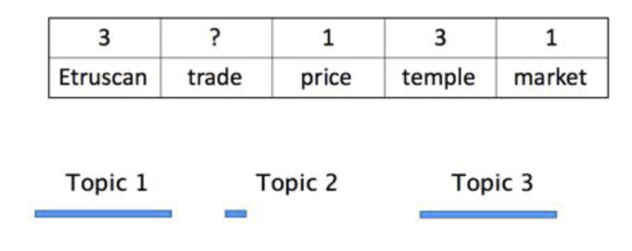 3 ? 1 3 1
Etruscan trade price temple market
Topic 1 Topic 2 Topic 3